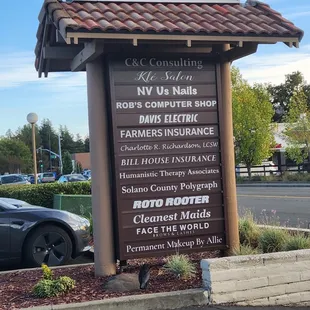 C&C Consulting
Klē Salon
NV Us Nails
ROB'S COMPUTER SHOP
DAVIS ELECTRIC
FARMERS INSURANCE
Charlotte R. Richardson, LCSW
BILL HOUSE INSURANCE
Humanistic Therapy Associates
Solano County Polygraph
ROTO ROOTER
Cleanest Maids
FACE THE WORLD
Permanent Makeup By Allie